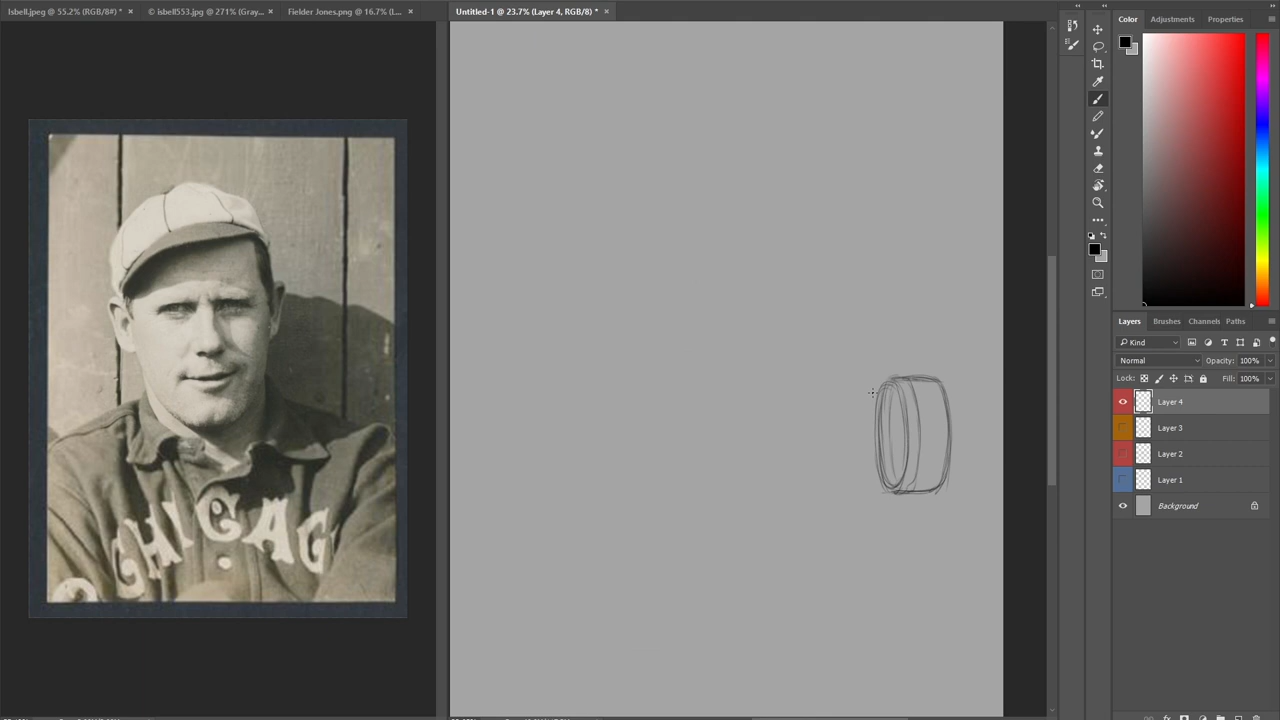 Isbell.jpeg @ 55.2% (RGB/8#) *
© isbell553.jpg @ 271% (Gray...
Fielder Jones.png @ 16.7% (L...
Untitled-1 @ 23.7% (Layer 4, RGB/8) *
Color
Adjustments
Properties
CHICAG
Layers
Brushes
Channels
Paths
Kind
Normal
Opacity: 100%
Lock:
Fill: 100%
Layer 4
Layer 3
Layer 2
Layer 1
Background